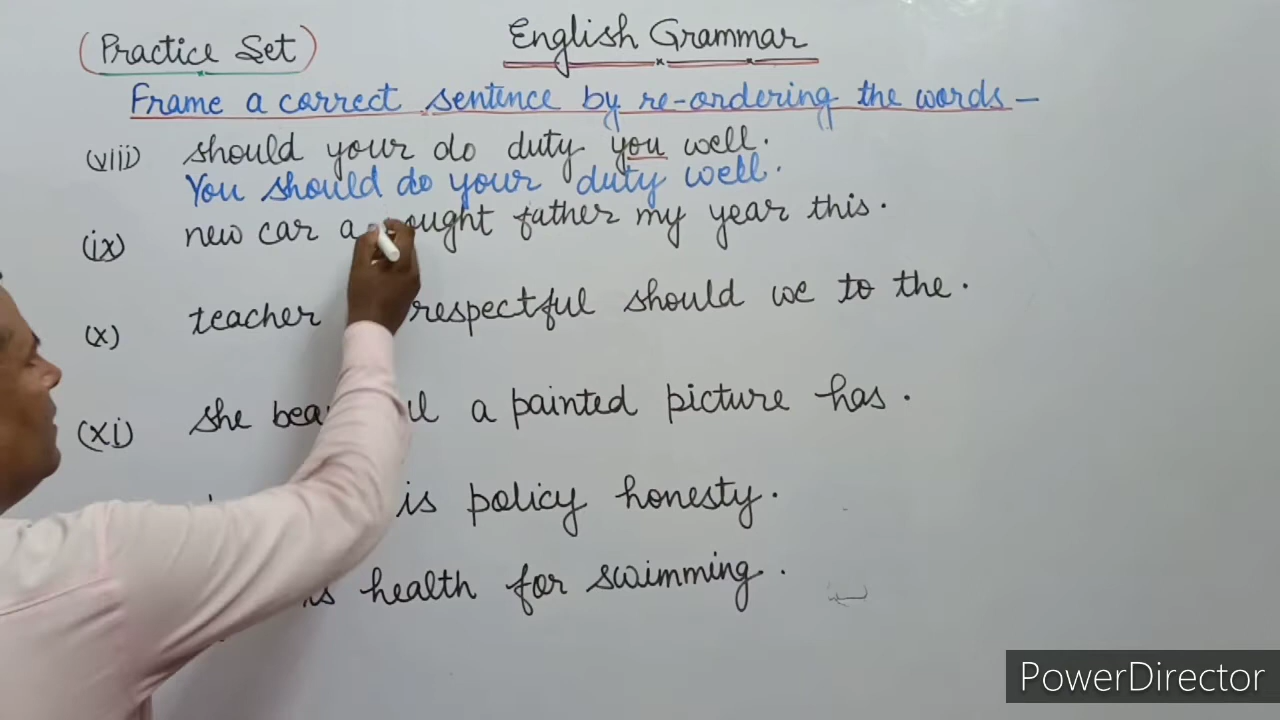 (Practice Set)
English Grammar
Frame a correct sentence by re-ordering the words -
(viii) should your do duty you well.
You should do your duty well.
(ix) new car a bought father my year this.
(x) teacher respectful should we to the.
(xi) she a painted picture has.
is policy honesty.
is health for swimming.
PowerDirector